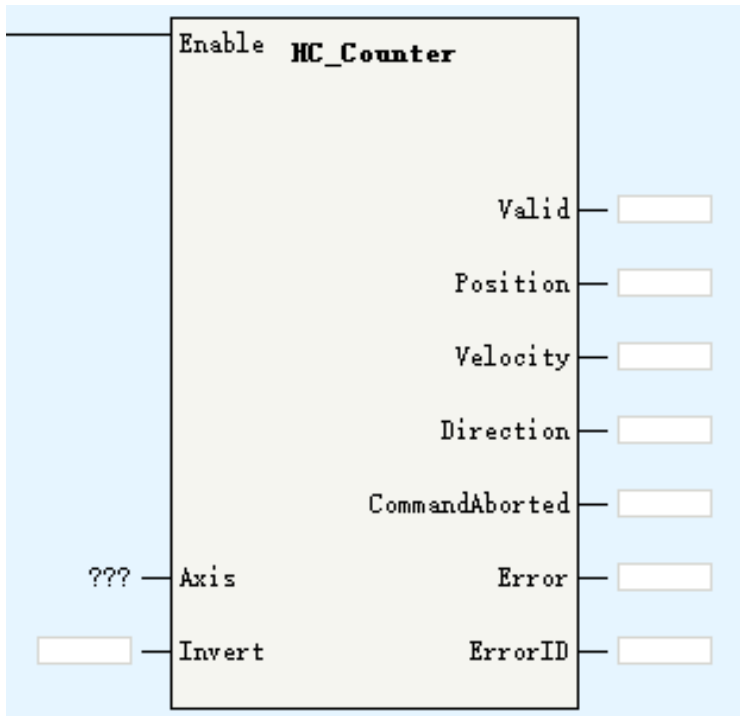 Enable HC_Counter
Valid
Position
Velocity
Direction
CommandAborted
??? Axis Error
Invert ErrorID